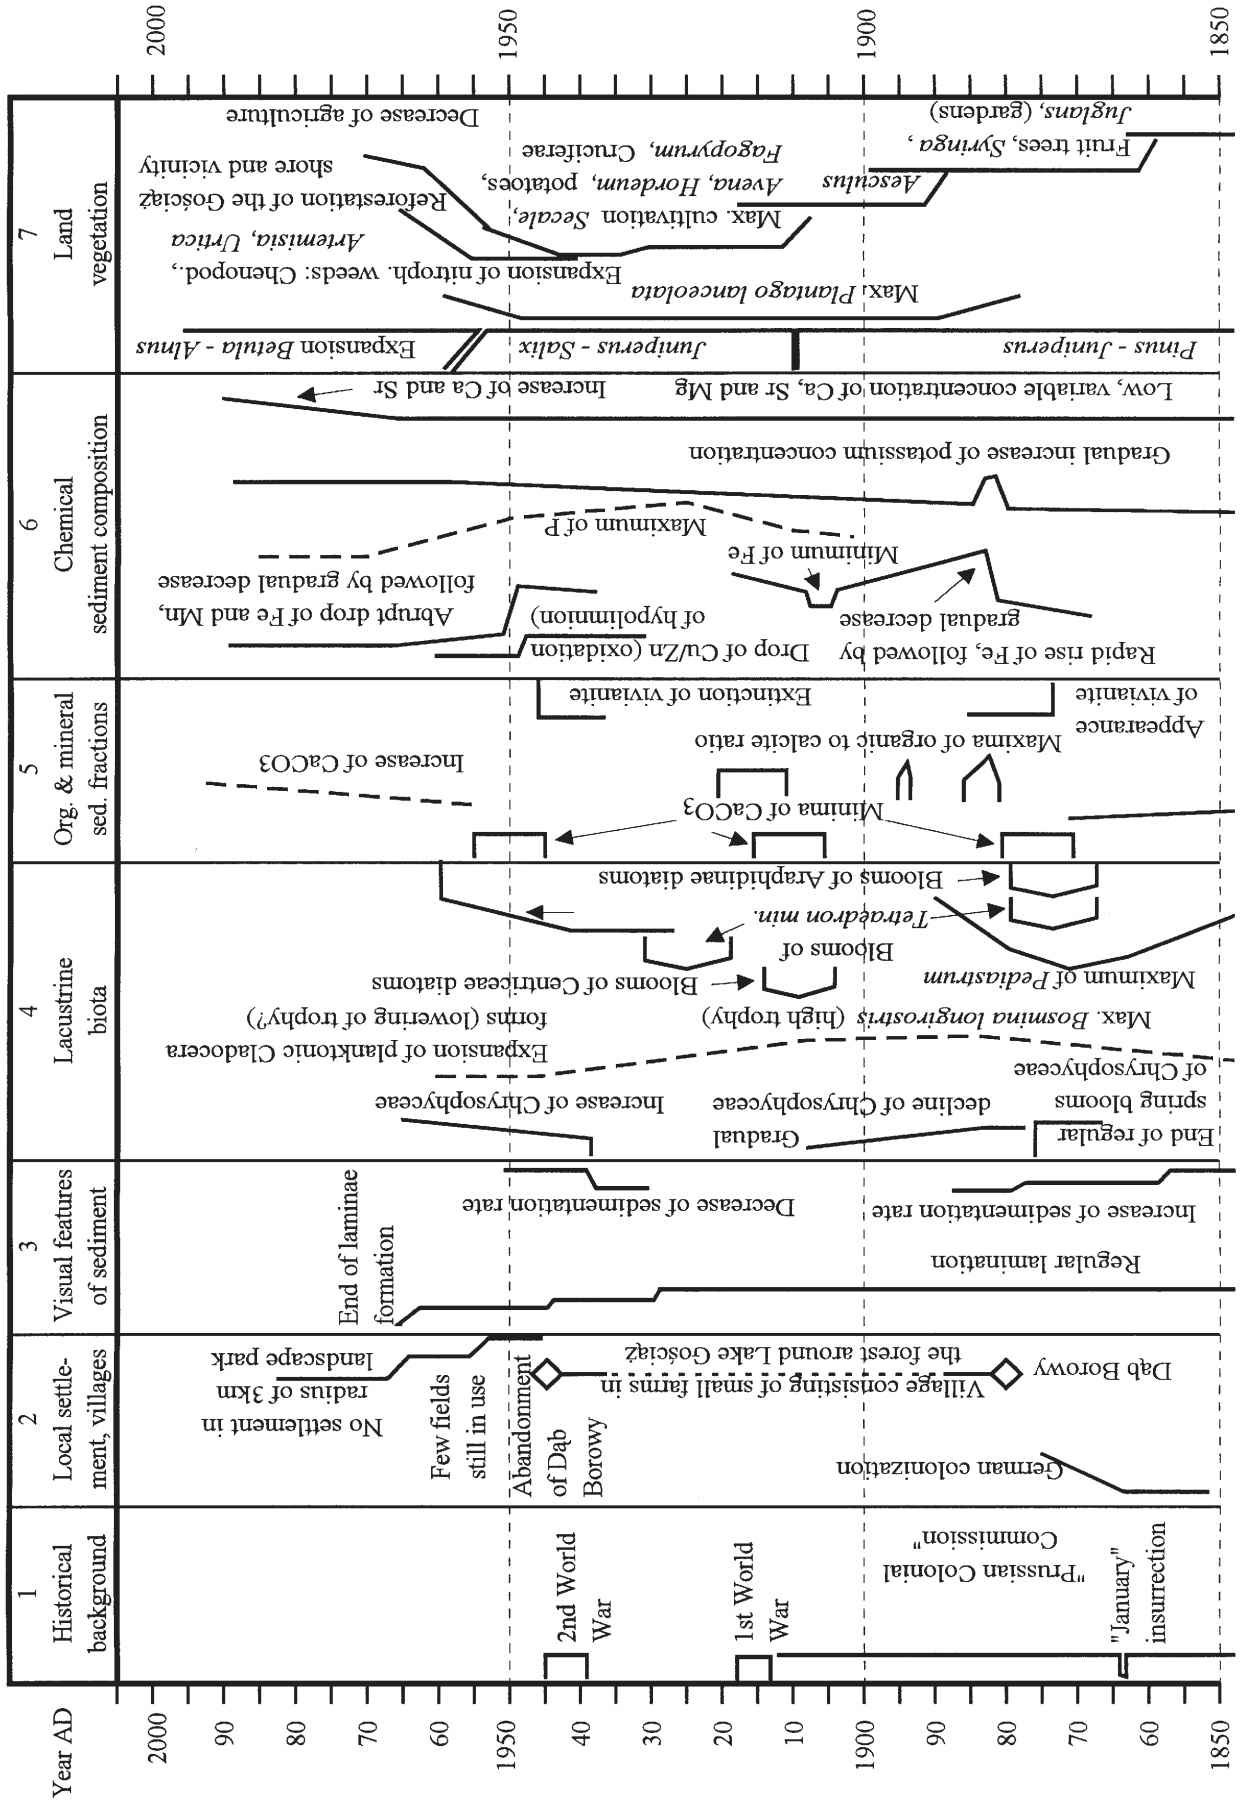 Year AD
2000
90
80
70
60
1950
40
30
20
10
1900
90
80
70
60
1850
1
Historical
background
2nd World
War
1st World
War
"Prussian Colonial
Commission"
"January"
insurrection
2
Local settle-
ment, villages
No settlement in
radius of 3km
landscape park
Few fields
still in use
Abandonment
of Dąb
Borowy
Village consisting of small farms in
the forest around Lake Gościąż
Dąb Borowy
German colonization
3
Visual features
of sediment
End of laminae
formation
Decrease of sedimentation rate
Increase of sedimentation rate
Regular lamination
4
Lacustrine
biota
Blooms of Araphidinae diatoms
Blooms of
Tetraedron min.
Maximum of Pediastrum
Blooms of Centriceae diatoms
Expansion of planktonic Cladocera
forms (lowering of trophy?)
Max. Bosmina longirostris (high trophy)
Increase of Chrysophyceae
Gradual
decline of Chrysophyceae
End of regular
spring blooms
of Chrysophyceae
5
Org. & mineral
sed. fractions
Increase of CaCO3
Extinction of vivianite
Appearance
of vivianite
Maxima of organic to calcite ratio
Minima of CaCO3
6
Chemical
sediment composition
Increase of Ca and Sr
Low, variable concentration of Ca, Sr and Mg
Gradual increase of potassium concentration
Maximum of P
Minimum of Fe
Abrupt drop of Fe and Mn,
followed by gradual decrease
Drop of Cu/Zn (oxidation
of hypolimnion)
Rapid rise of Fe, followed by
gradual decrease
7
Land
vegetation
Decrease of agriculture
Reforestation of the Gościąż
shore and vicinity
Expansion of nitroph. weeds: Chenopod.,
Artemisia, Urtica
Max. cultivation Secale,
Avena, Hordeum, potatoes,
Fagopyrum, Cruciferae
Aesculus
Fruit trees, Syringa,
Juglans, (gardens)
Max. Plantago lanceolata
Expansion Betula - Alnus
Juniperus - Salix
Pinus - Juniperus
2000
1950
1900
1850